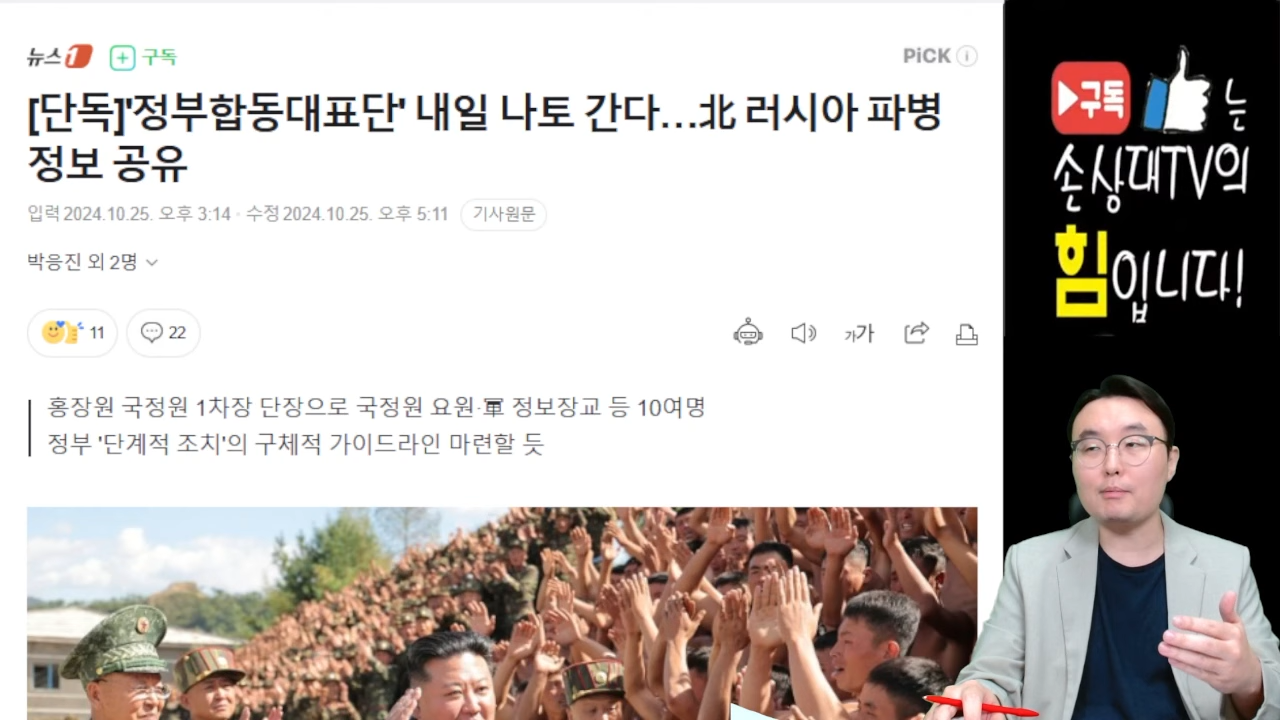 뉴스1 구독
PiCK
[단독]'정부합동대표단' 내일 나토 간다…北 러시아 파병
정보 공유
입력 2024.10.25. 오후 3:14 · 수정 2024.10.25. 오후 5:11 기사원문
박응진 외 2명
11 22
가가
홍장원 국정원 1차장 단장으로 국정원 요원·軍 정보장교 등 10여명
정부 '단계적 조치'의 구체적 가이드라인 마련할 듯
구독 는
손상대TV의
힘입니다!